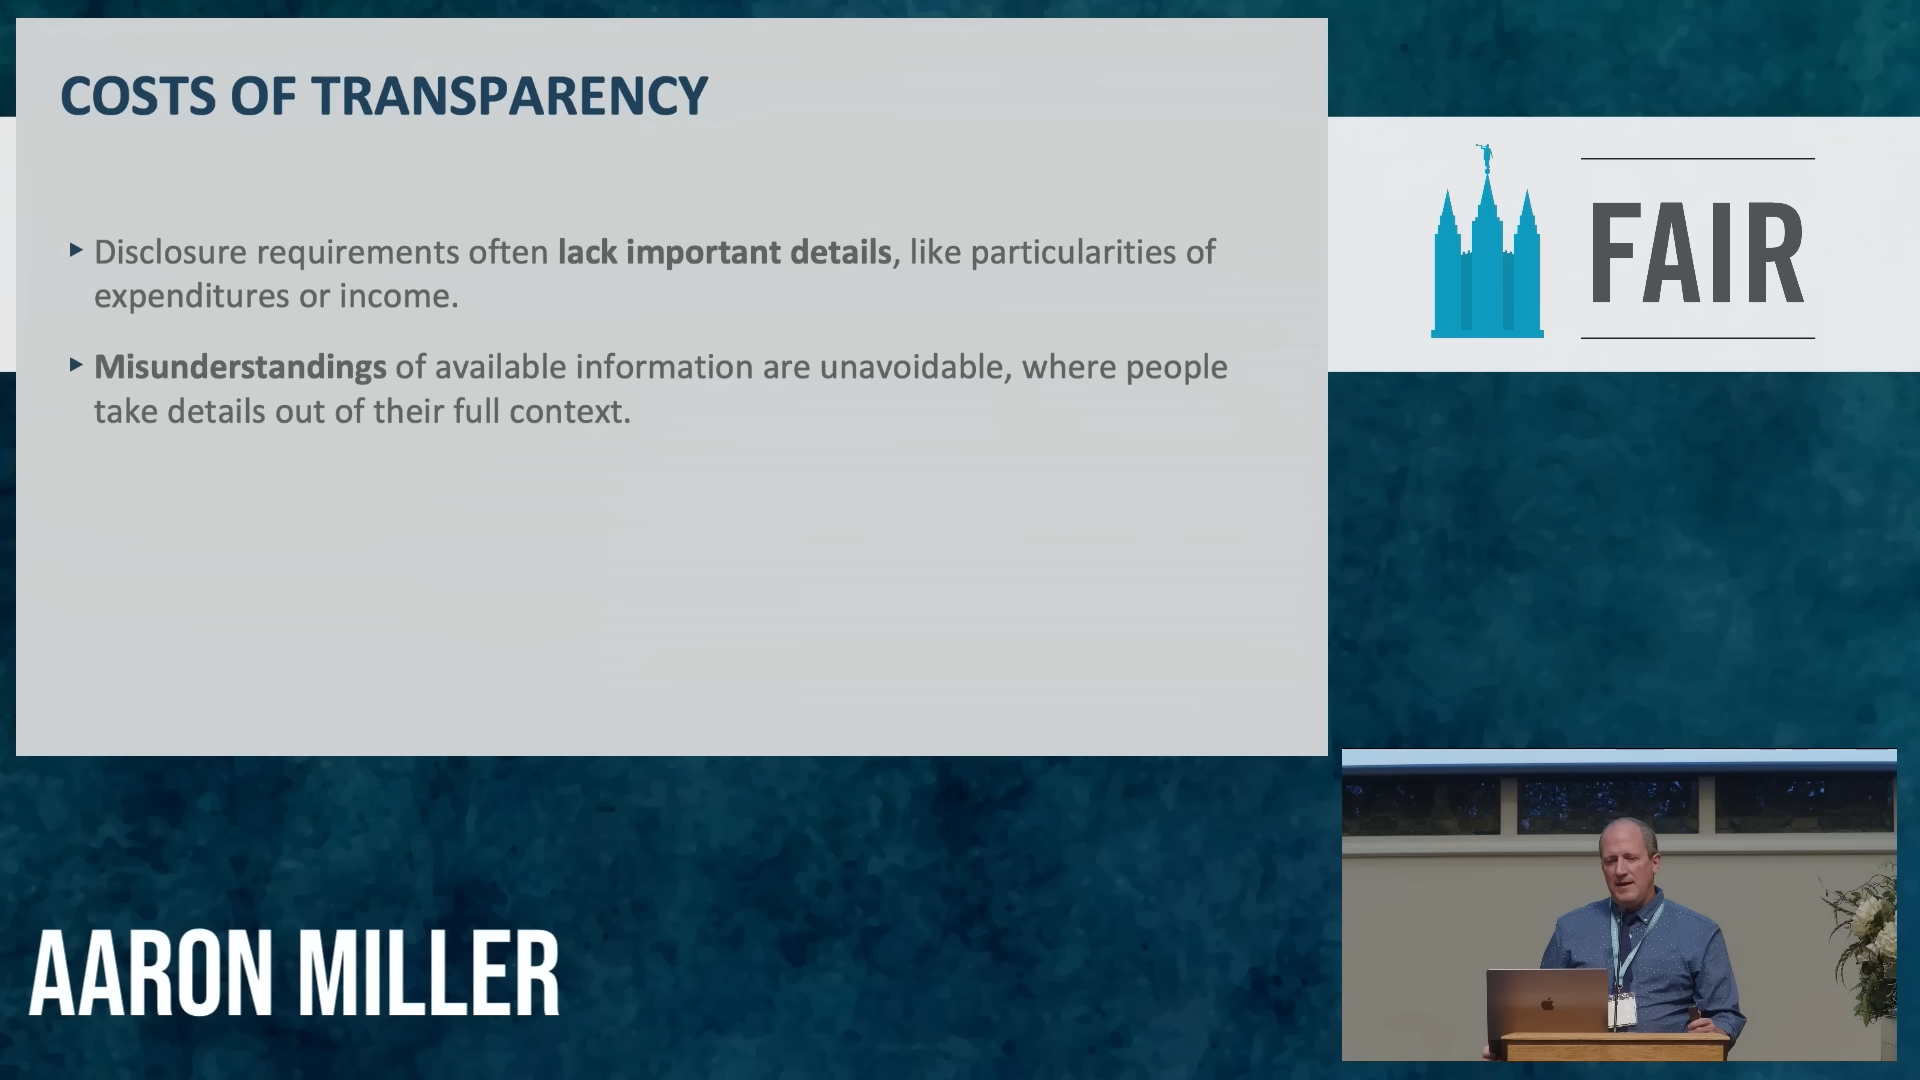 COSTS OF TRANSPARENCY
Disclosure requirements often lack important details, like particularities of
expenditures or income.
Misunderstandings of available information are unavoidable, where people
take details out of their full context.
FAIR
AARON MILLER